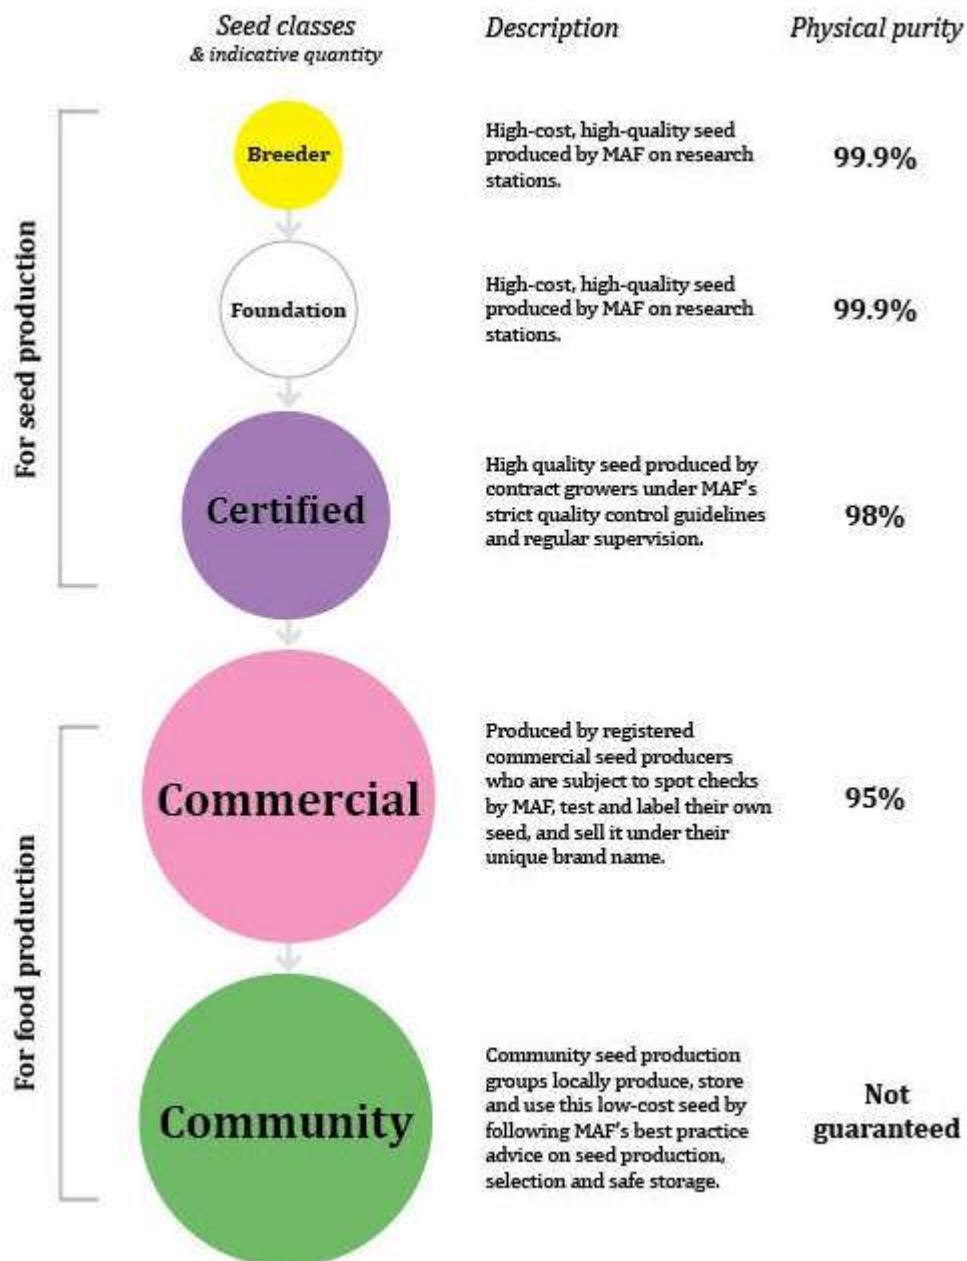 Seed classes
& indicative quantity
Description
Physical purity
For seed production
Breeder
High-cost, high-quality seed
produced by MAF on research
stations.
99.9%
Foundation
High-cost, high-quality seed
produced by MAF on research
stations.
99.9%
Certified
High quality seed produced by
contract growers under MAF's
strict quality control guidelines
and regular supervision.
98%
For food production
Commercial
Produced by registered
commercial seed producers
who are subject to spot checks
by MAF, test and label their own
seed, and sell it under their
unique brand name.
95%
Community
Community seed production
groups locally produce, store
and use this low-cost seed by
following MAF's best practice
advice on seed production,
selection and safe storage.
Not
guaranteed